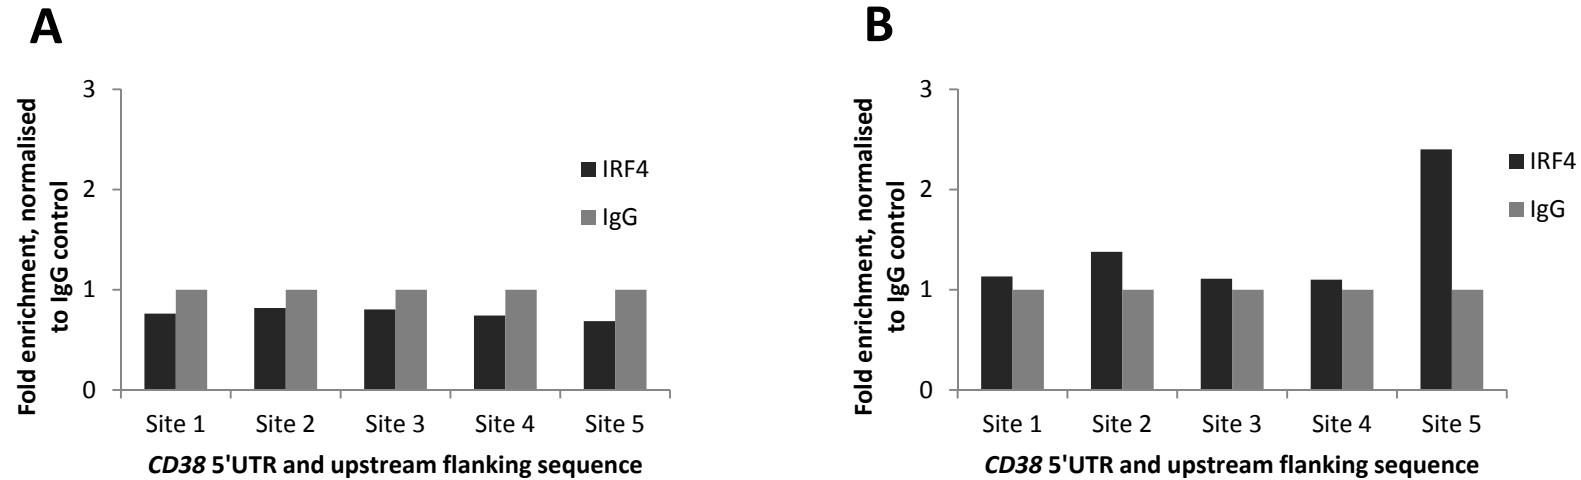 A
Fold enrichment, normalised
to IgG control
3
2
1
0
IRF4
IgG
Site 1 Site 2 Site 3 Site 4 Site 5
CD38 5'UTR and upstream flanking sequence
B
Fold enrichment, normalised
to IgG control
3
2
1
0
IRF4
IgG
Site 1 Site 2 Site 3 Site 4 Site 5
CD38 5'UTR and upstream flanking sequence